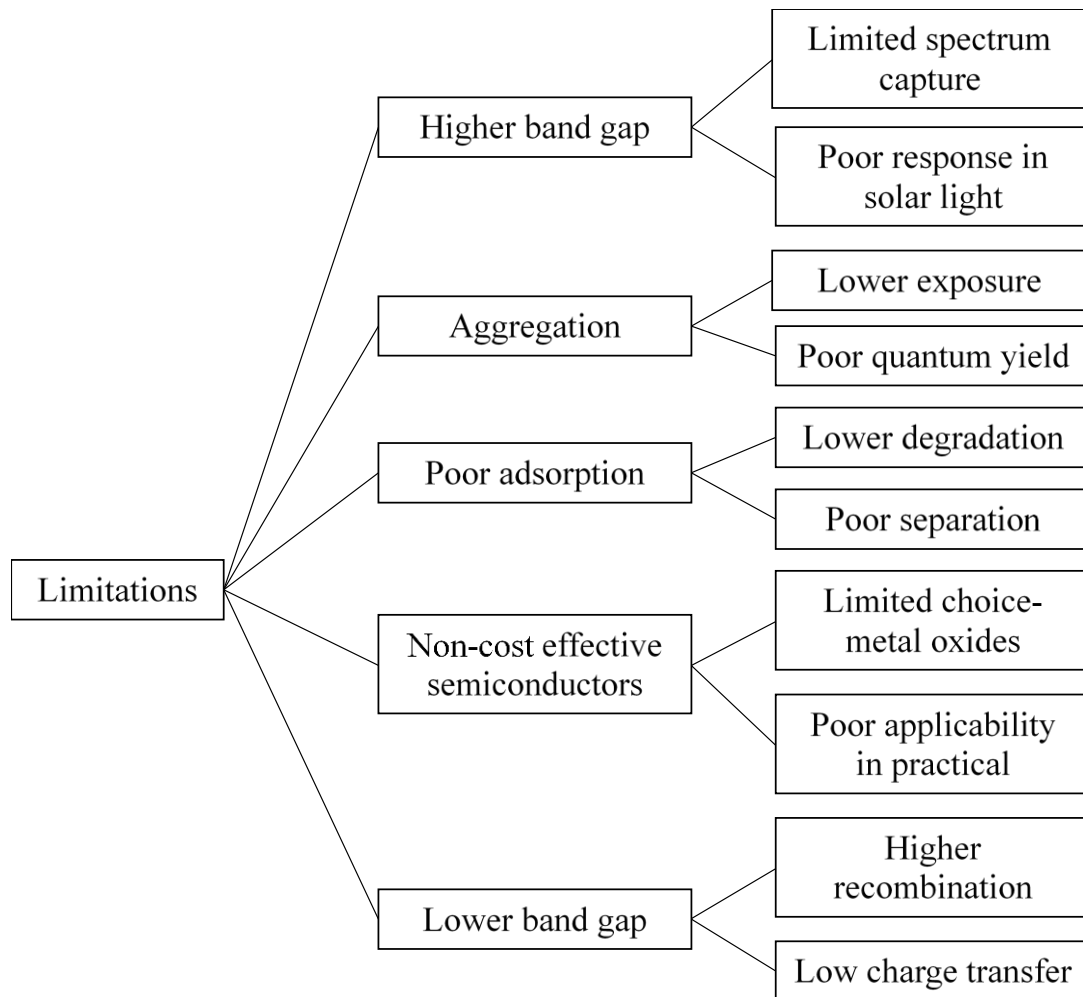 Limitations
Higher band gap
Limited spectrum
capture
Poor response in
solar light
Aggregation
Lower exposure
Poor quantum yield
Poor adsorption
Lower degradation
Poor separation
Non-cost effective
semiconductors
Limited choice-
metal oxides
Poor applicability
in practical
Lower band gap
Higher
recombination
Low charge transfer